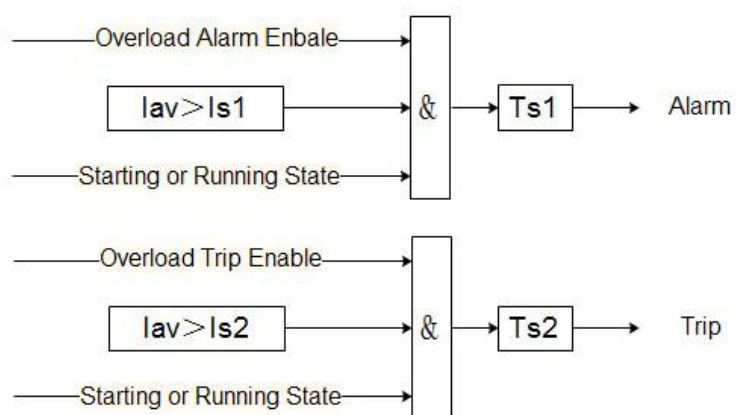 Overload Alarm Enbale
Iav>Is1
&
Ts1
Alarm
Starting or Running State
Overload Trip Enable
Iav>Is2
&
Ts2
Trip
Starting or Running State